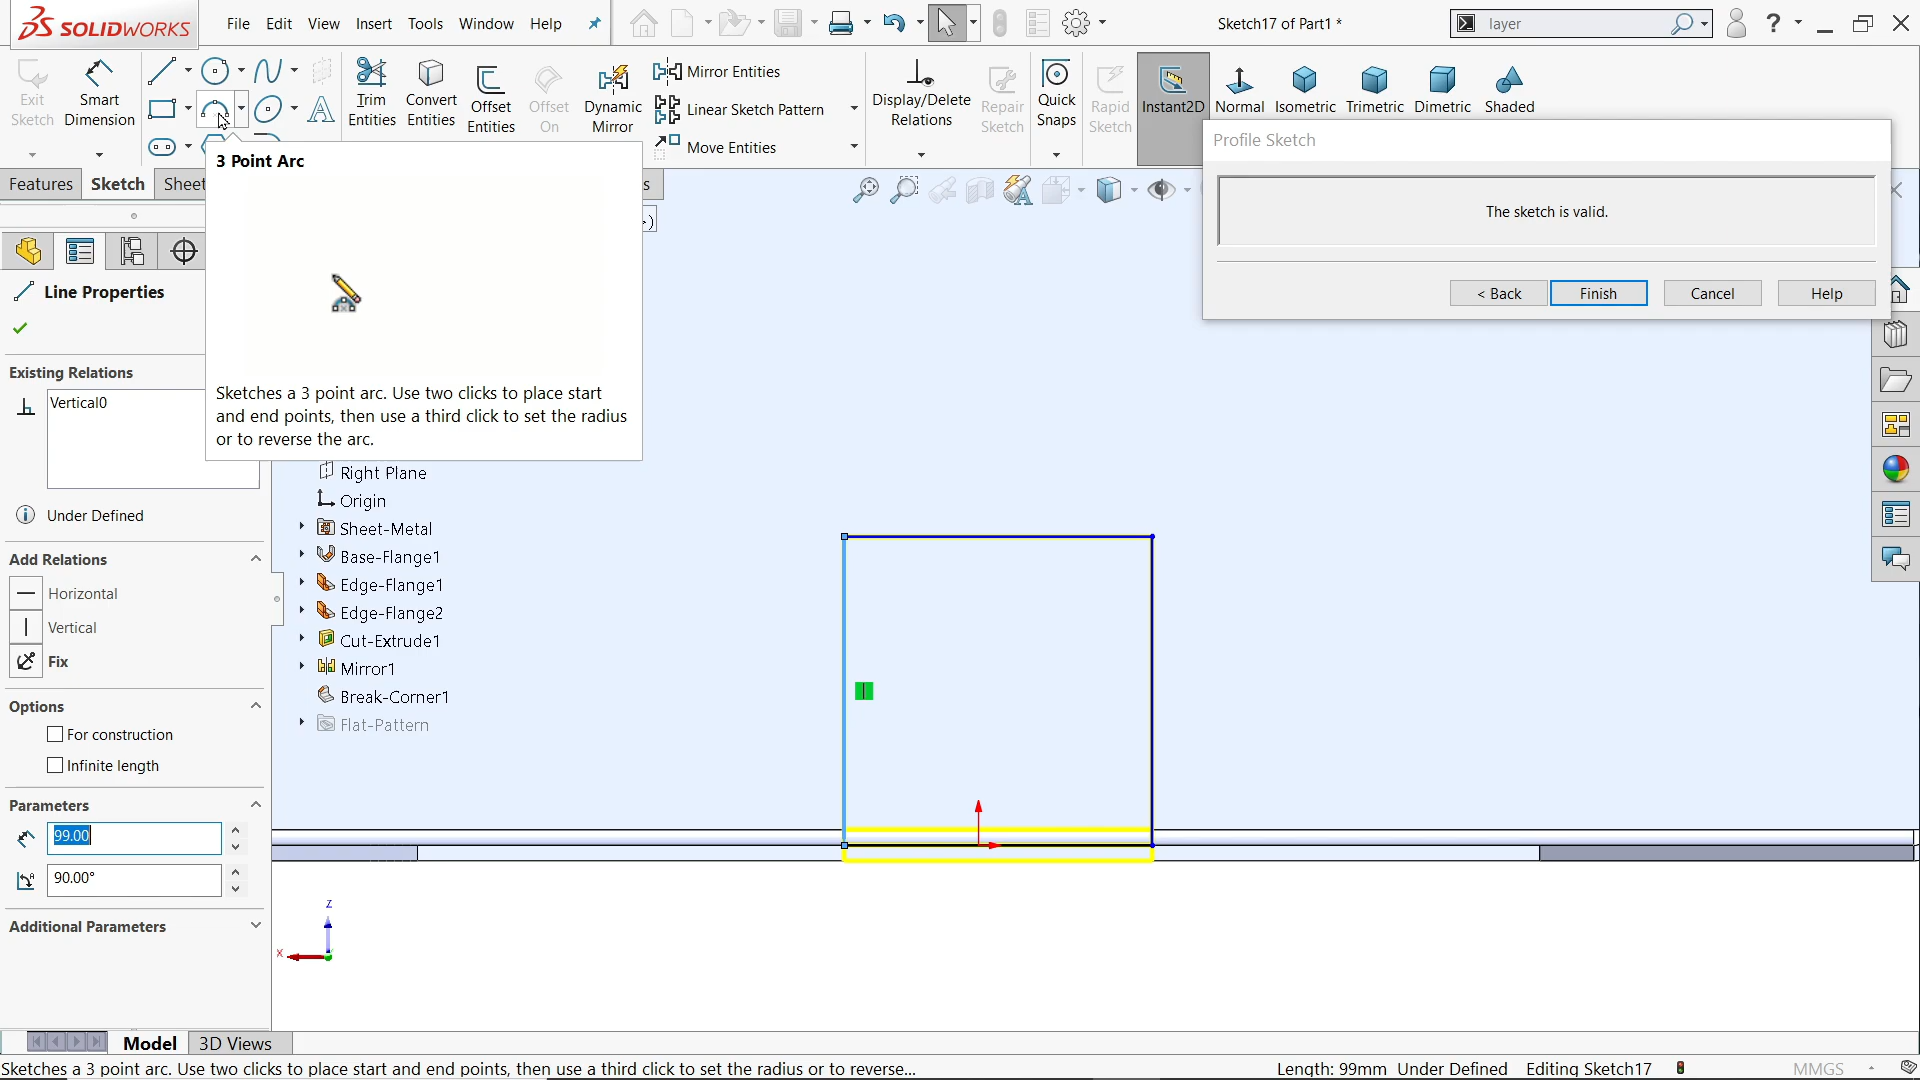 SOLIDWORKS
File Edit View Insert Tools Window Help
Sketch17 of Part1 *
layer
?
Exit Sketch
Smart Dimension
Trim Entities
Convert Entities
Offset Entities
Offset On
Dynamic Mirror
Mirror Entities
Linear Sketch Pattern
Move Entities
Display/Delete Relations
Repair Sketch
Quick Snaps
Rapid Sketch
Instant2D
Normal
Isometric
Trimetric
Dimetric
Shaded
Features
Sketch
Sheet
s
3 Point Arc
Sketches a 3 point arc. Use two clicks to place start
and end points, then use a third click to set the radius
or to reverse the arc.
Profile Sketch
The sketch is valid.
< Back
Finish
Cancel
Help
Line Properties
Existing Relations
Vertical0
Under Defined
Add Relations
Horizontal
Vertical
Fix
Options
For construction
Infinite length
Parameters
99.00
90.00°
Additional Parameters
Right Plane
Origin
Sheet-Metal
Base-Flange1
Edge-Flange1
Edge-Flange2
Cut-Extrude1
Mirror1
Break-Corner1
Flat-Pattern
Z
X
Model
3D Views
Sketches a 3 point arc. Use two clicks to place start and end points, then use a third click to set the radius or to reverse...
Length: 99mm Under Defined Editing Sketch17
MMGS